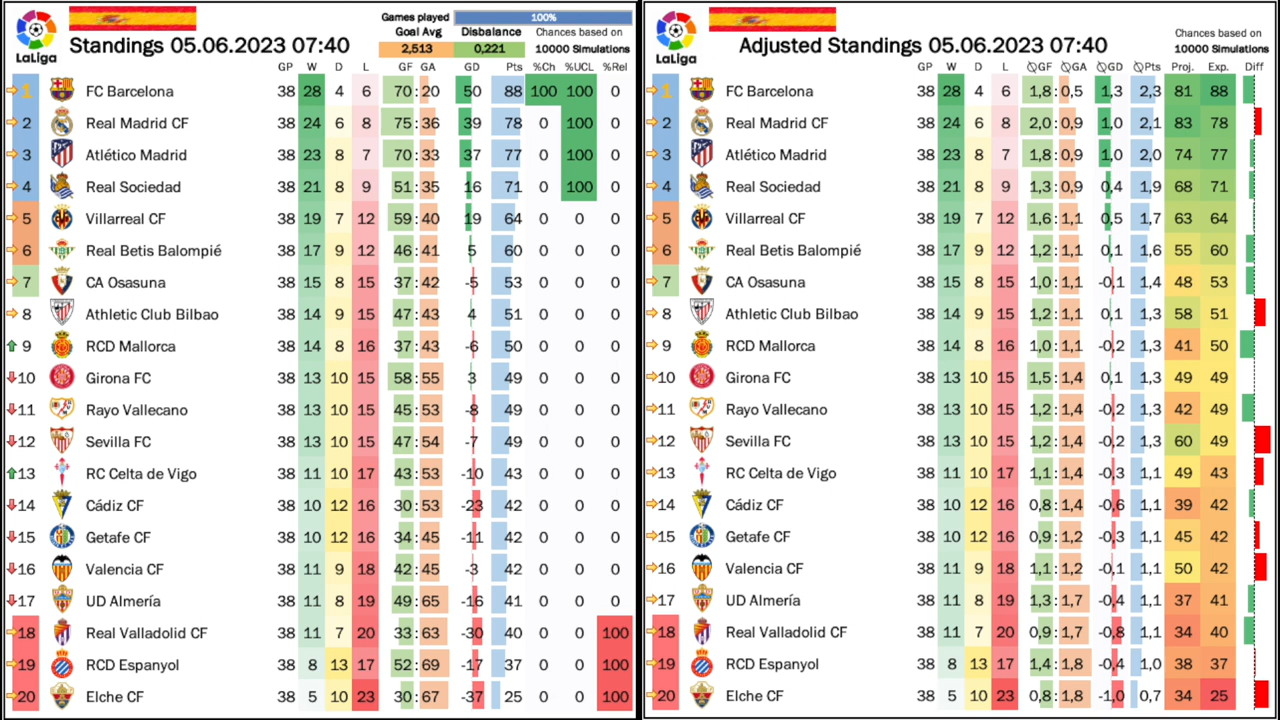 LaLiga
Standings 05.06.2023 07:40
Games played 100%
Goal Avg Disbalance Chances based on
2,513 0,221 10000 Simulations
GP W D L GF GA GD Pts %Ch %UCL %Rel
1 FC Barcelona 38 28 4 6 70:20 50 88 100 100 0
2 Real Madrid CF 38 24 6 8 75:36 39 78 0 100 0
3 Atlético Madrid 38 23 8 7 70:33 37 77 0 100 0
4 Real Sociedad 38 21 8 9 51:35 16 71 0 100 0
5 Villarreal CF 38 19 7 12 59:40 19 64 0 0 0
6 Real Betis Balompié 38 17 9 12 46:41 5 60 0 0 0
7 CA Osasuna 38 15 8 15 37:42 -5 53 0 0 0
8 Athletic Club Bilbao 38 14 9 15 47:43 4 51 0 0 0
9 RCD Mallorca 38 14 8 16 37:43 -6 50 0 0 0
10 Girona FC 38 13 10 15 58:55 3 49 0 0 0
11 Rayo Vallecano 38 13 10 15 45:53 -8 49 0 0 0
12 Sevilla FC 38 13 10 15 47:54 -7 49 0 0 0
13 RC Celta de Vigo 38 11 10 17 43:53 -10 43 0 0 0
14 Cádiz CF 38 10 12 16 30:53 -23 42 0 0 0
15 Getafe CF 38 10 12 16 34:45 -11 42 0 0 0
16 Valencia CF 38 11 9 18 42:45 -3 42 0 0 0
17 UD Almería 38 11 8 19 49:65 -16 41 0 0 0
18 Real Valladolid CF 38 11 7 20 33:63 -30 40 0 0 100
19 RCD Espanyol 38 8 13 17 52:69 -17 37 0 0 100
20 Elche CF 38 5 10 23 30:67 -37 25 0 0 100
LaLiga
Adjusted Standings 05.06.2023 07:40
Chances based on
10000 Simulations
GP W D L ∅GF ∅GA ∅GD ∅Pts Proj. Exp. Diff
1 FC Barcelona 38 28 4 6 1,8:0,5 1,3 2,3 81 88
2 Real Madrid CF 38 24 6 8 2,0:0,9 1,0 2,1 83 78
3 Atlético Madrid 38 23 8 7 1,8:0,9 1,0 2,0 74 77
4 Real Sociedad 38 21 8 9 1,3:0,9 0,4 1,9 68 71
5 Villarreal CF 38 19 7 12 1,6:1,1 0,5 1,7 63 64
6 Real Betis Balompié 38 17 9 12 1,2:1,1 0,1 1,6 55 60
7 CA Osasuna 38 15 8 15 1,0:1,1 -0,1 1,4 48 53
8 Athletic Club Bilbao 38 14 9 15 1,2:1,1 0,1 1,3 58 51
9 RCD Mallorca 38 14 8 16 1,0:1,1 -0,2 1,3 41 50
10 Girona FC 38 13 10 15 1,5:1,4 0,1 1,3 49 49
11 Rayo Vallecano 38 13 10 15 1,2:1,4 -0,2 1,3 42 49
12 Sevilla FC 38 13 10 15 1,2:1,4 -0,2 1,3 60 49
13 RC Celta de Vigo 38 11 10 17 1,1:1,4 -0,3 1,1 49 43
14 Cádiz CF 38 10 12 16 0,8:1,4 -0,6 1,1 39 42
15 Getafe CF 38 10 12 16 0,9:1,2 -0,3 1,1 45 42
16 Valencia CF 38 11 9 18 1,1:1,2 -0,1 1,1 50 42
17 UD Almería 38 11 8 19 1,3:1,7 -0,4 1,1 37 41
18 Real Valladolid CF 38 11 7 20 0,9:1,7 -0,8 1,1 34 40
19 RCD Espanyol 38 8 13 17 1,4:1,8 -0,4 1,0 38 37
20 Elche CF 38 5 10 23 0,8:1,8 -1,0 0,7 34 25